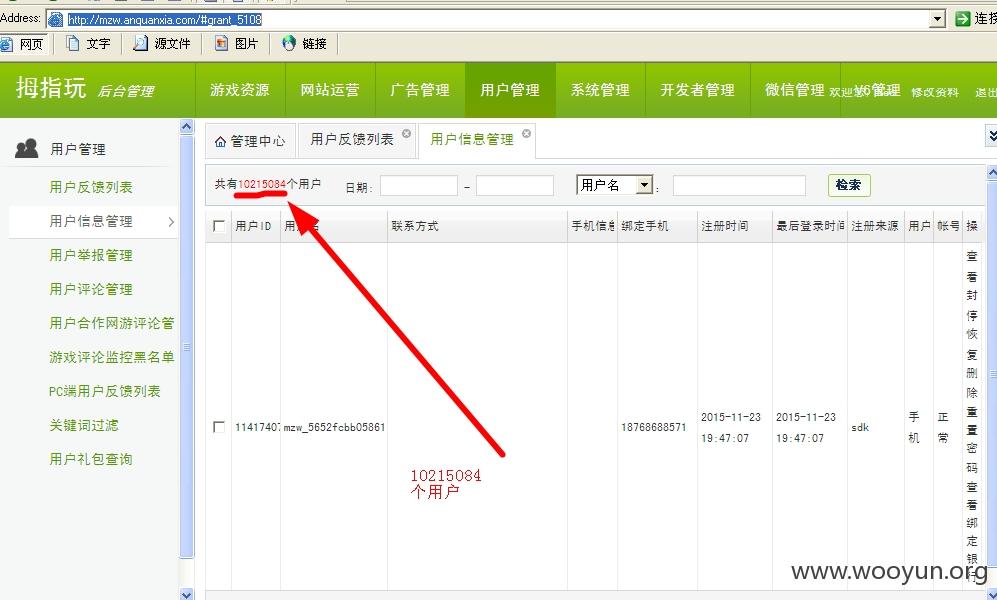 Address: http://mzw.anquanxia.com/#grant_5108 连接
网页 文字 源文件 图片 链接
拇指玩 后台管理 游戏资源 网站运营 广告管理 用户管理 系统管理 开发者管理 微信管理 V6管理 修改资料 退出
用户管理
用户反馈列表
用户信息管理
用户举报管理
用户评论管理
用户合作网游评论管
游戏评论监控黑名单
PC端用户反馈列表
关键词过滤
用户礼包查询
管理中心 用户反馈列表 用户信息管理
共有10215084个用户 日期: - 用户名 : 检索
用户ID 联系方式 手机信息 绑定手机 注册时间 最后登录时间 注册来源 用户 帐号 操
11417407 mzw_5652fcbb05861 18768688571 2015-11-23 19:47:07 2015-11-23 19:47:07 sdk 手机 正常
查
看
封
停
恢
复
删
除
重
置
密
码
查
看
绑
定
银
行
10215084
个用户
www.wooyun.org